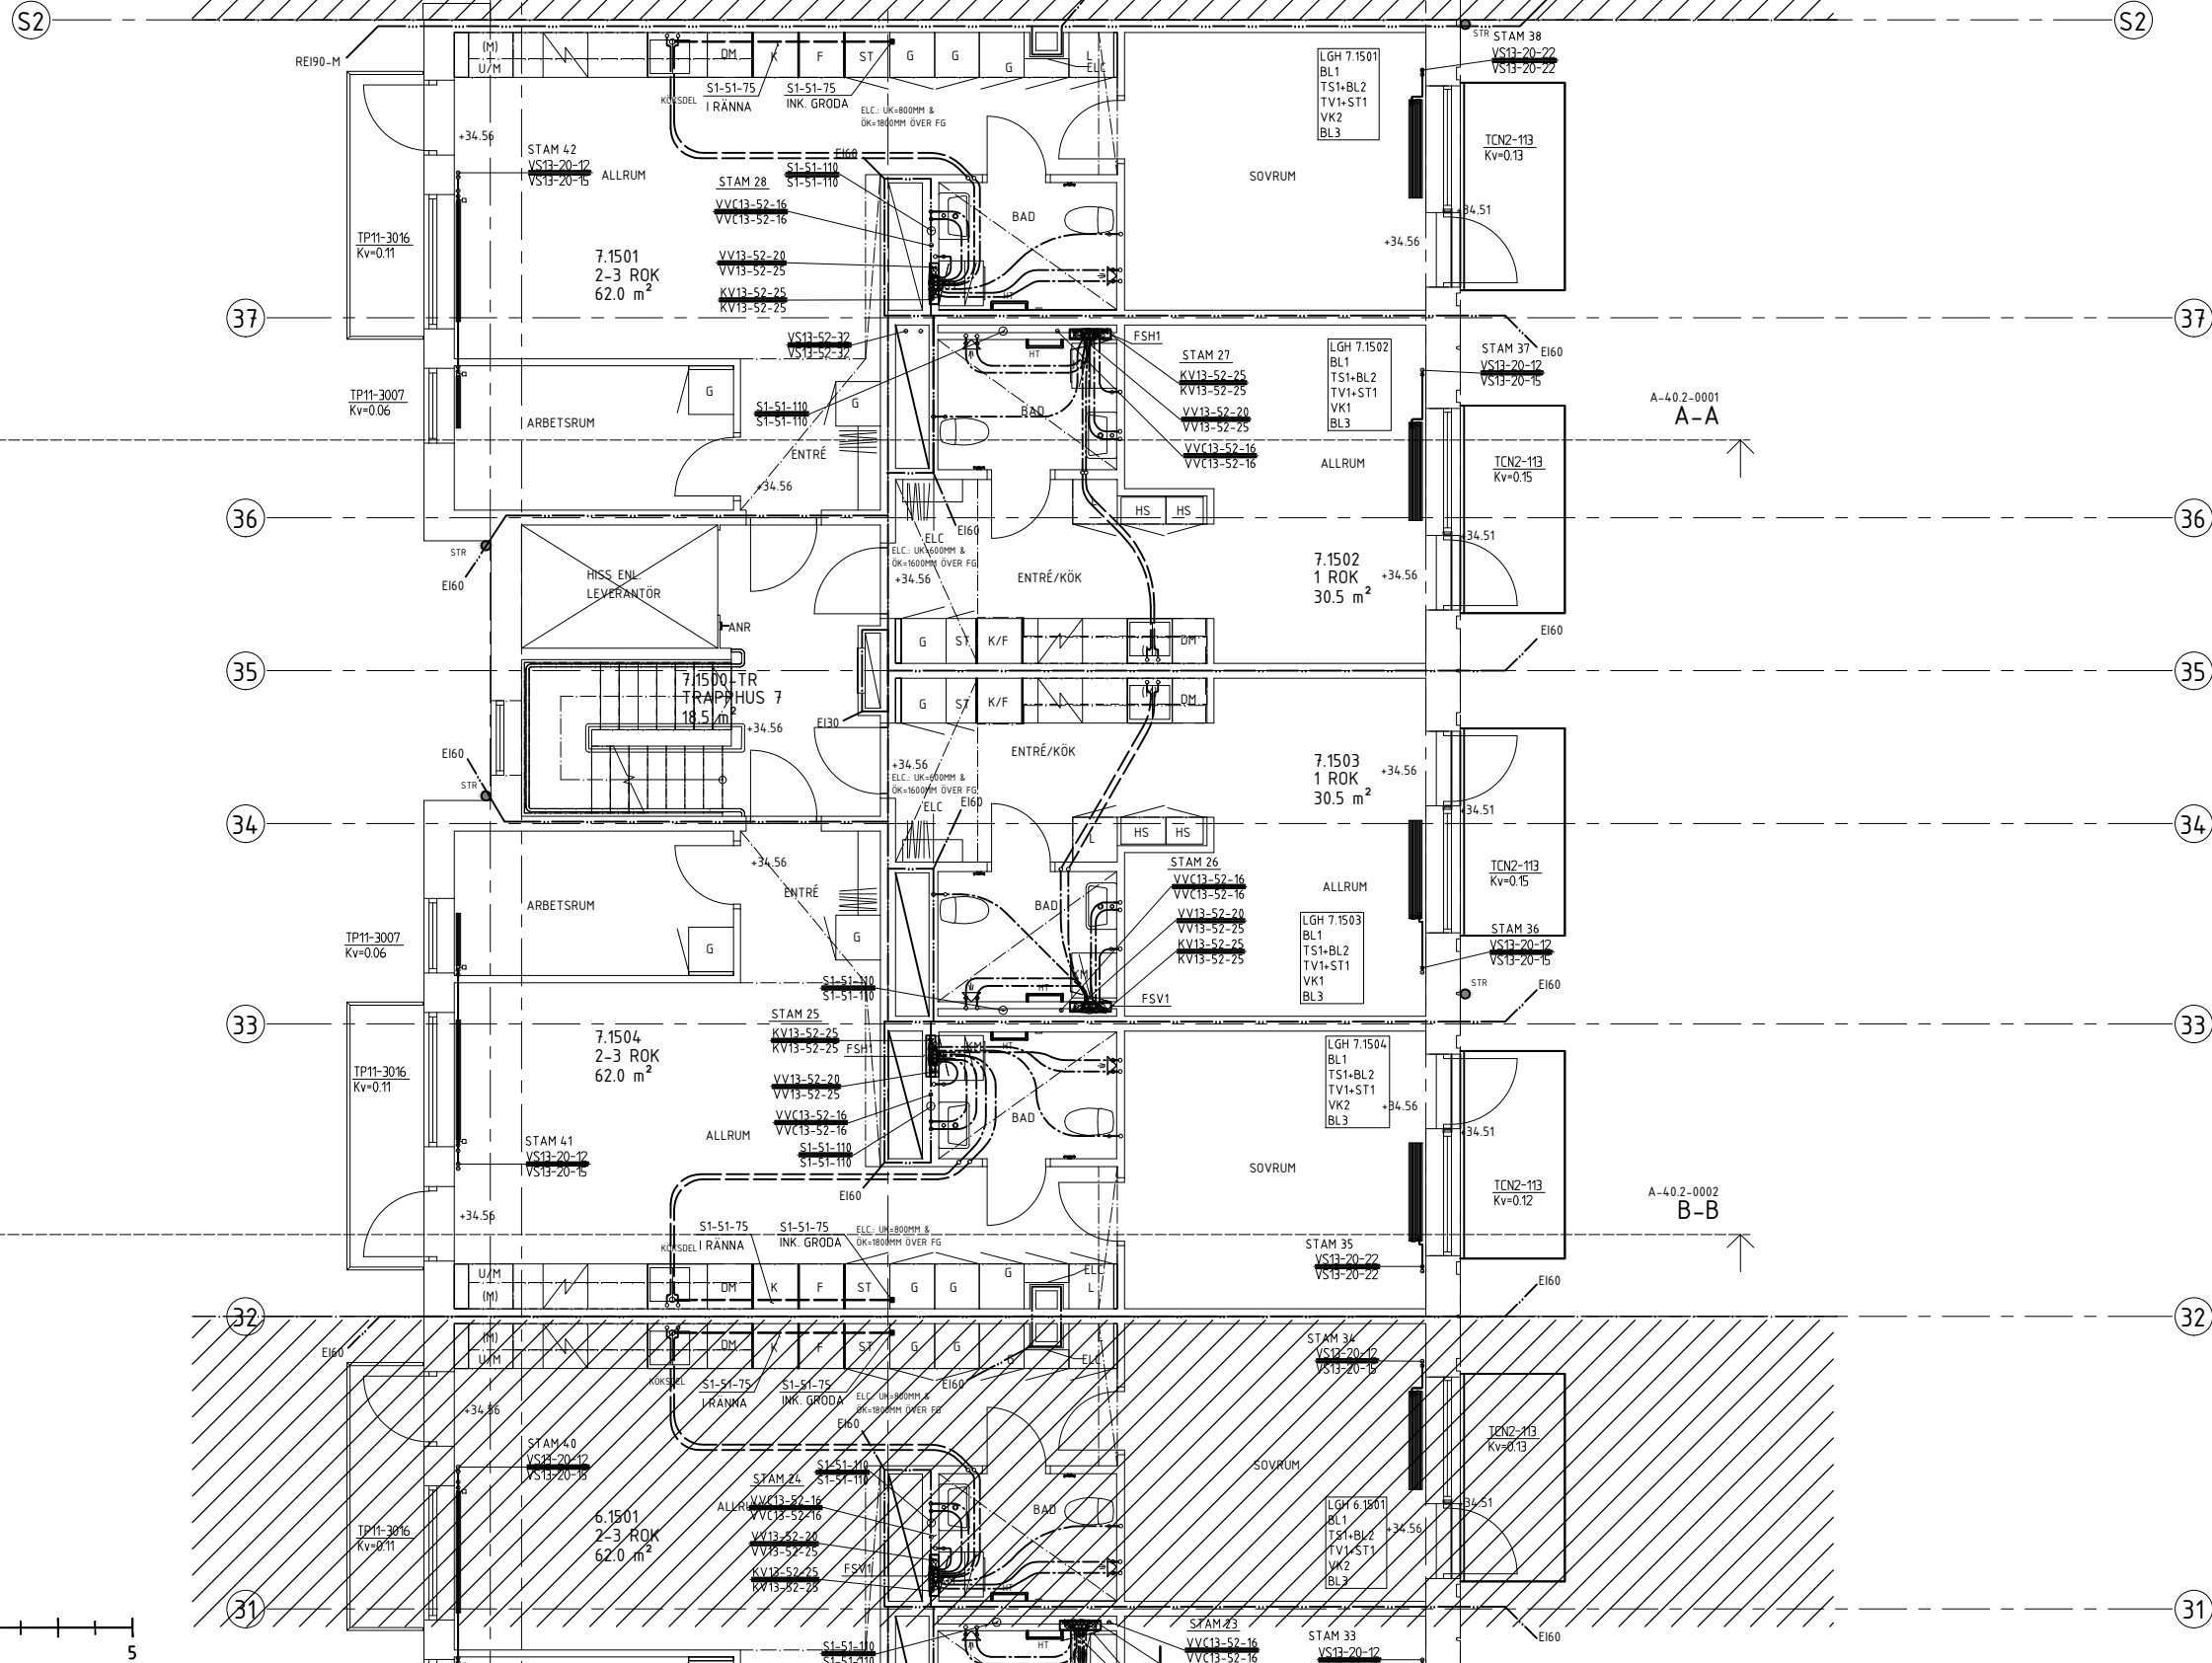 S2
S2
REI90-M
(M)
U/M
DM
K
F
ST
G
G
G
L
ELC
STR
STAM 38
VS13-20-22
VS13-20-22
KÖKSDEL
S1-51-75
I RÄNNA
S1-51-75
INK. GRODA
ELC.: UK=800MM &
ÖK=1800MM ÖVER FG
LGH 7.1501
BL1
TS1+BL2
TV1+ST1
VK2
BL3
TCN2-113
Kv=0.13
+34.56
STAM 42
VS13-20-12
VS13-20-15
ALLRUM
EI60
S1-51-110
S1-51-110
STAM 28
VVC13-52-16
VVC13-52-16
BAD
SOVRUM
+34.51
+34.56
TP11-3016
Kv=0.11
7.1501
2-3 ROK
62.0 m²
VV13-52-20
VV13-52-25
KV13-52-25
KV13-52-25
HT
37
37
VS13-52-32
VS13-52-32
HT
FSH1
STAM 27
KV13-52-25
KV13-52-25
VV13-52-20
VV13-52-25
VVC13-52-16
VVC13-52-16
LGH 7.1502
BL1
TS1+BL2
TV1+ST1
VK1
BL3
STAM 37
VS13-20-12
VS13-20-15
EI60
TP11-3007
Kv=0.06
G
G
ARBETSRUM
S1-51-110
S1-51-110
ENTRÉ
+34.56
BAD
ALLRUM
A-40.2-0001
A-A
TCN2-113
Kv=0.15
36
36
HS
HS
EI60
ELC
ELC.: UK=600MM &
ÖK=1600MM ÖVER FG
+34.56
+34.51
STR
EI60
HISS ENL.
LEVERANTÖR
ENTRÉ/KÖK
7.1502
1 ROK
30.5 m²
+34.56
ANR
G
ST
K/F
DM
EI60
35
35
7.1500-TR
TRAPPHUS 7
18.5 m²
+34.56
EI30
G
ST
K/F
DM
EI60
STR
ENTRÉ/KÖK
+34.56
ELC.: UK=600MM &
ÖK=1600MM ÖVER FG
ELC
EI60
7.1503
1 ROK
30.5 m²
+34.56
+34.51
34
34
L
HS
HS
+34.56
ENTRÉ
ARBETSRUM
G
G
BAD
STAM 26
VVC13-52-16
VVC13-52-16
VV13-52-20
VV13-52-25
KV13-52-25
KV13-52-25
ALLRUM
TCN2-113
Kv=0.15
LGH 7.1503
BL1
TS1+BL2
TV1+ST1
VK1
BL3
STAM 36
VS13-20-12
VS13-20-15
STR
EI60
TP11-3007
Kv=0.06
S1-51-110
S1-51-110
KM
HT
FSV1
33
33
STAM 25
KV13-52-25
KV13-52-25
FSH1
KM
HT
7.1504
2-3 ROK
62.0 m²
VV13-52-20
VV13-52-25
VVC13-52-16
VVC13-52-16
S1-51-110
S1-51-110
BAD
LGH 7.1504
BL1
TS1+BL2
TV1+ST1
VK2
BL3
+34.56
+34.51
TP11-3016
Kv=0.11
ALLRUM
STAM 41
VS13-20-12
VS13-20-15
EI60
SOVRUM
TCN2-113
Kv=0.12
A-40.2-0002
B-B
+34.56
KÖKSDEL
S1-51-75
I RÄNNA
S1-51-75
INK. GRODA
ELC.: UK=800MM &
ÖK=1800MM ÖVER FG
STAM 35
VS13-20-22
VS13-20-22
U/M
(M)
DM
K
F
ST
G
G
G
ELC
L
EI60
32
32
EI60
(M)
U/M
DM
K
F
ST
G
G
G
ELC
STAM 34
VS13-20-12
VS13-20-15
KÖKSDEL
S1-51-75
I RÄNNA
S1-51-75
INK. GRODA
ELC.: UK=800MM &
ÖK=1800MM ÖVER FG
EI60
EI60
+34.56
STAM 40
VS13-20-12
VS13-20-15
TCN2-113
Kv=0.13
S1-51-110
S1-51-110
STAM 24
ALLRUM
VVC13-52-16
VVC13-52-16
BAD
SOVRUM
6.1501
2-3 ROK
62.0 m²
TP11-3016
Kv=0.11
VV13-52-20
VV13-52-25
FSV1
KV13-52-25
KV13-52-25
HT
LGH 6.1501
BL1
TS1+BL2
TV1+ST1
VK2
BL3
+34.51
+34.56
31
31
S1-51-110
S1-51-110
HT
STAM 23
VVC13-52-16
VVC13-52-16
STAM 33
VS13-20-12
EI60
5